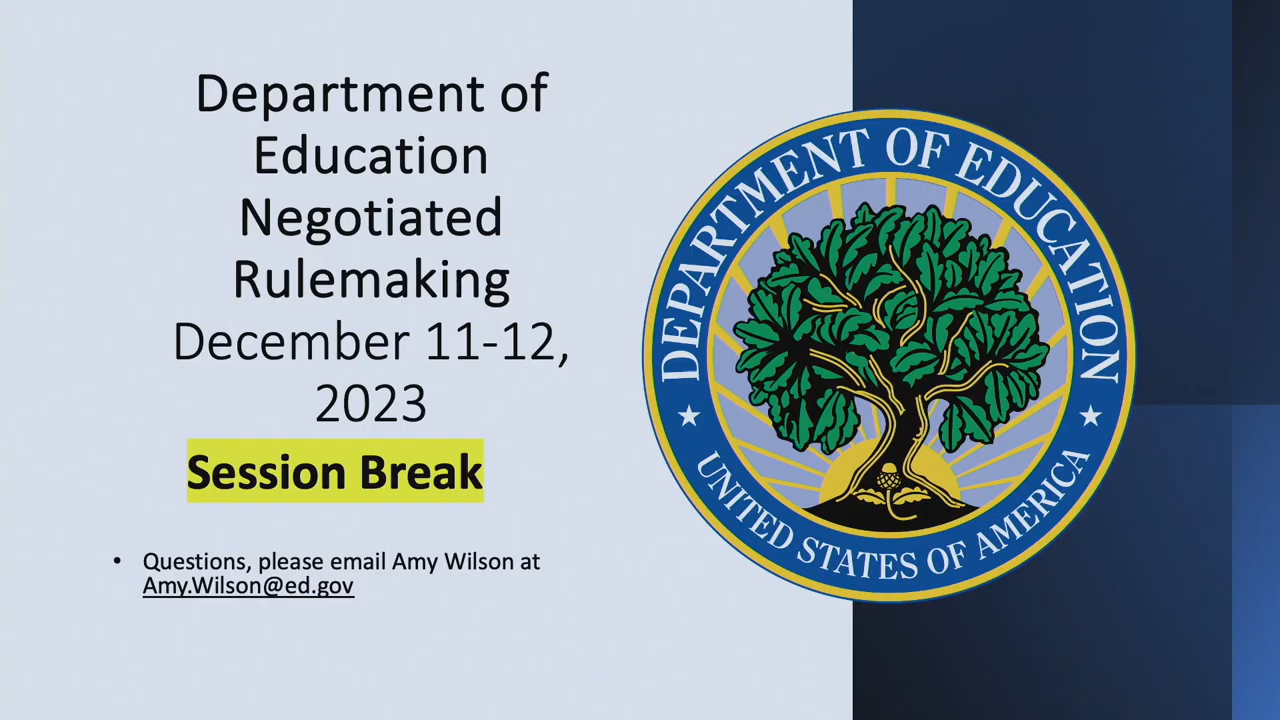 Department of
Education
Negotiated
Rulemaking
December 11-12,
2023
Session Break
• Questions, please email Amy Wilson at
Amy.Wilson@ed.gov
DEPARTMENT OF EDUCATION
UNITED STATES OF AMERICA